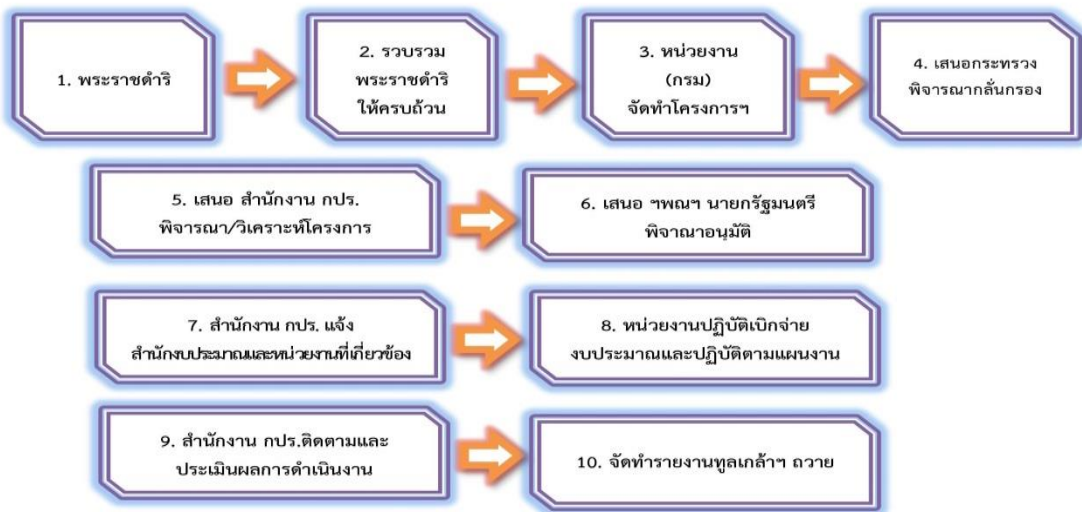 1. พระราชดำริ
2. รวบรวม
พระราชดำริ
ให้ครบถ้วน
3. หน่วยงาน
(กรม)
จัดทำโครงการฯ
4. เสนอกระทรวง
พิจารณากลั่นกรอง
5. เสนอ สำนักงาน กปร.
พิจารณา/วิเคราะห์โครงการ
6. เสนอ ฯพณฯ นายกรัฐมนตรี
พิจาณาอนุมัติ
7. สำนักงาน กปร. แจ้ง
สำนักงบประมาณและหน่วยงานที่เกี่ยวข้อง
8. หน่วยงานปฏิบัติเบิกจ่าย
งบประมาณและปฏิบัติตามแผนงาน
9. สำนักงาน กปร.ติดตามและ
ประเมินผลการดำเนินงาน
10. จัดทำรายงานทูลเกล้าฯ ถวาย